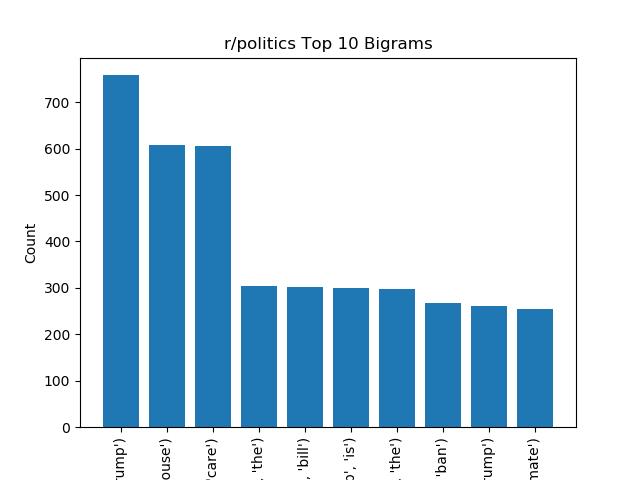 r/politics Top 10 Bigrams
Count
700
600
500
400
300
200
100
0
rump')
ouse')
'care')
, 'the')
, 'bill')
', 'is')
, 'the')
'ban')
rump')
mate')